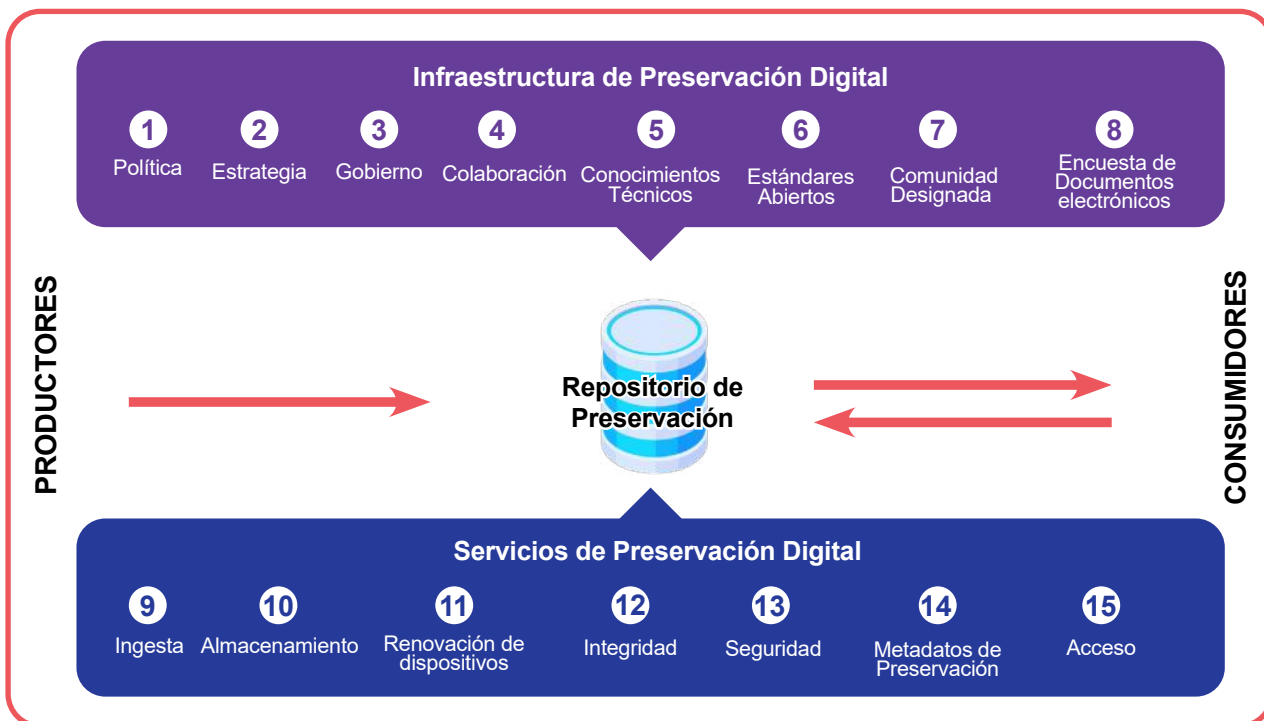 Infraestructura de Preservación Digital
1
Política
2
Estrategia
3
Gobierno
4
Colaboración
5
Conocimientos
Técnicos
6
Estándares
Abiertos
7
Comunidad
Designada
8
Encuesta de
Documentos
electrónicos
PRODUCTORES
Repositorio de
Preservación
CONSUMIDORES
Servicios de Preservación Digital
9
Ingesta
10
Almacenamiento
11
Renovación de
dispositivos
12
Integridad
13
Seguridad
14
Metadatos de
Preservación
15
Acceso